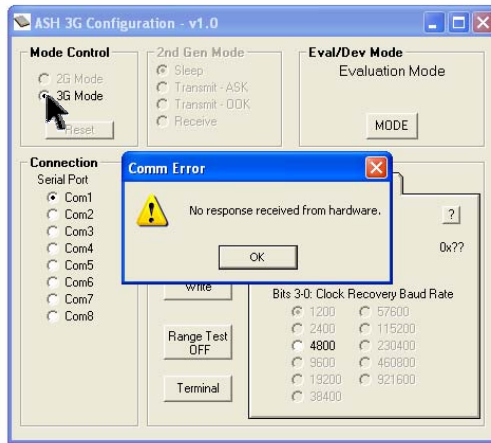 ASH 3G Configuration - v1.0
Mode Control
2G Mode
3G Mode
Reset
2nd Gen Mode
Sleep
Transmit - ASK
Transmit - OOK
Receive
Eval/Dev Mode
Evaluation Mode
MODE
Connection
Serial Port
Com1
Com2
Com3
Com4
Com5
Com6
Com7
Com8
Comm Error
No response received from hardware.
OK
?
0x??
Write
Range Test
OFF
Terminal
Bits 3-0: Clock Recovery Baud Rate
1200
57600
2400
115200
4800
230400
9600
460800
19200
921600
38400